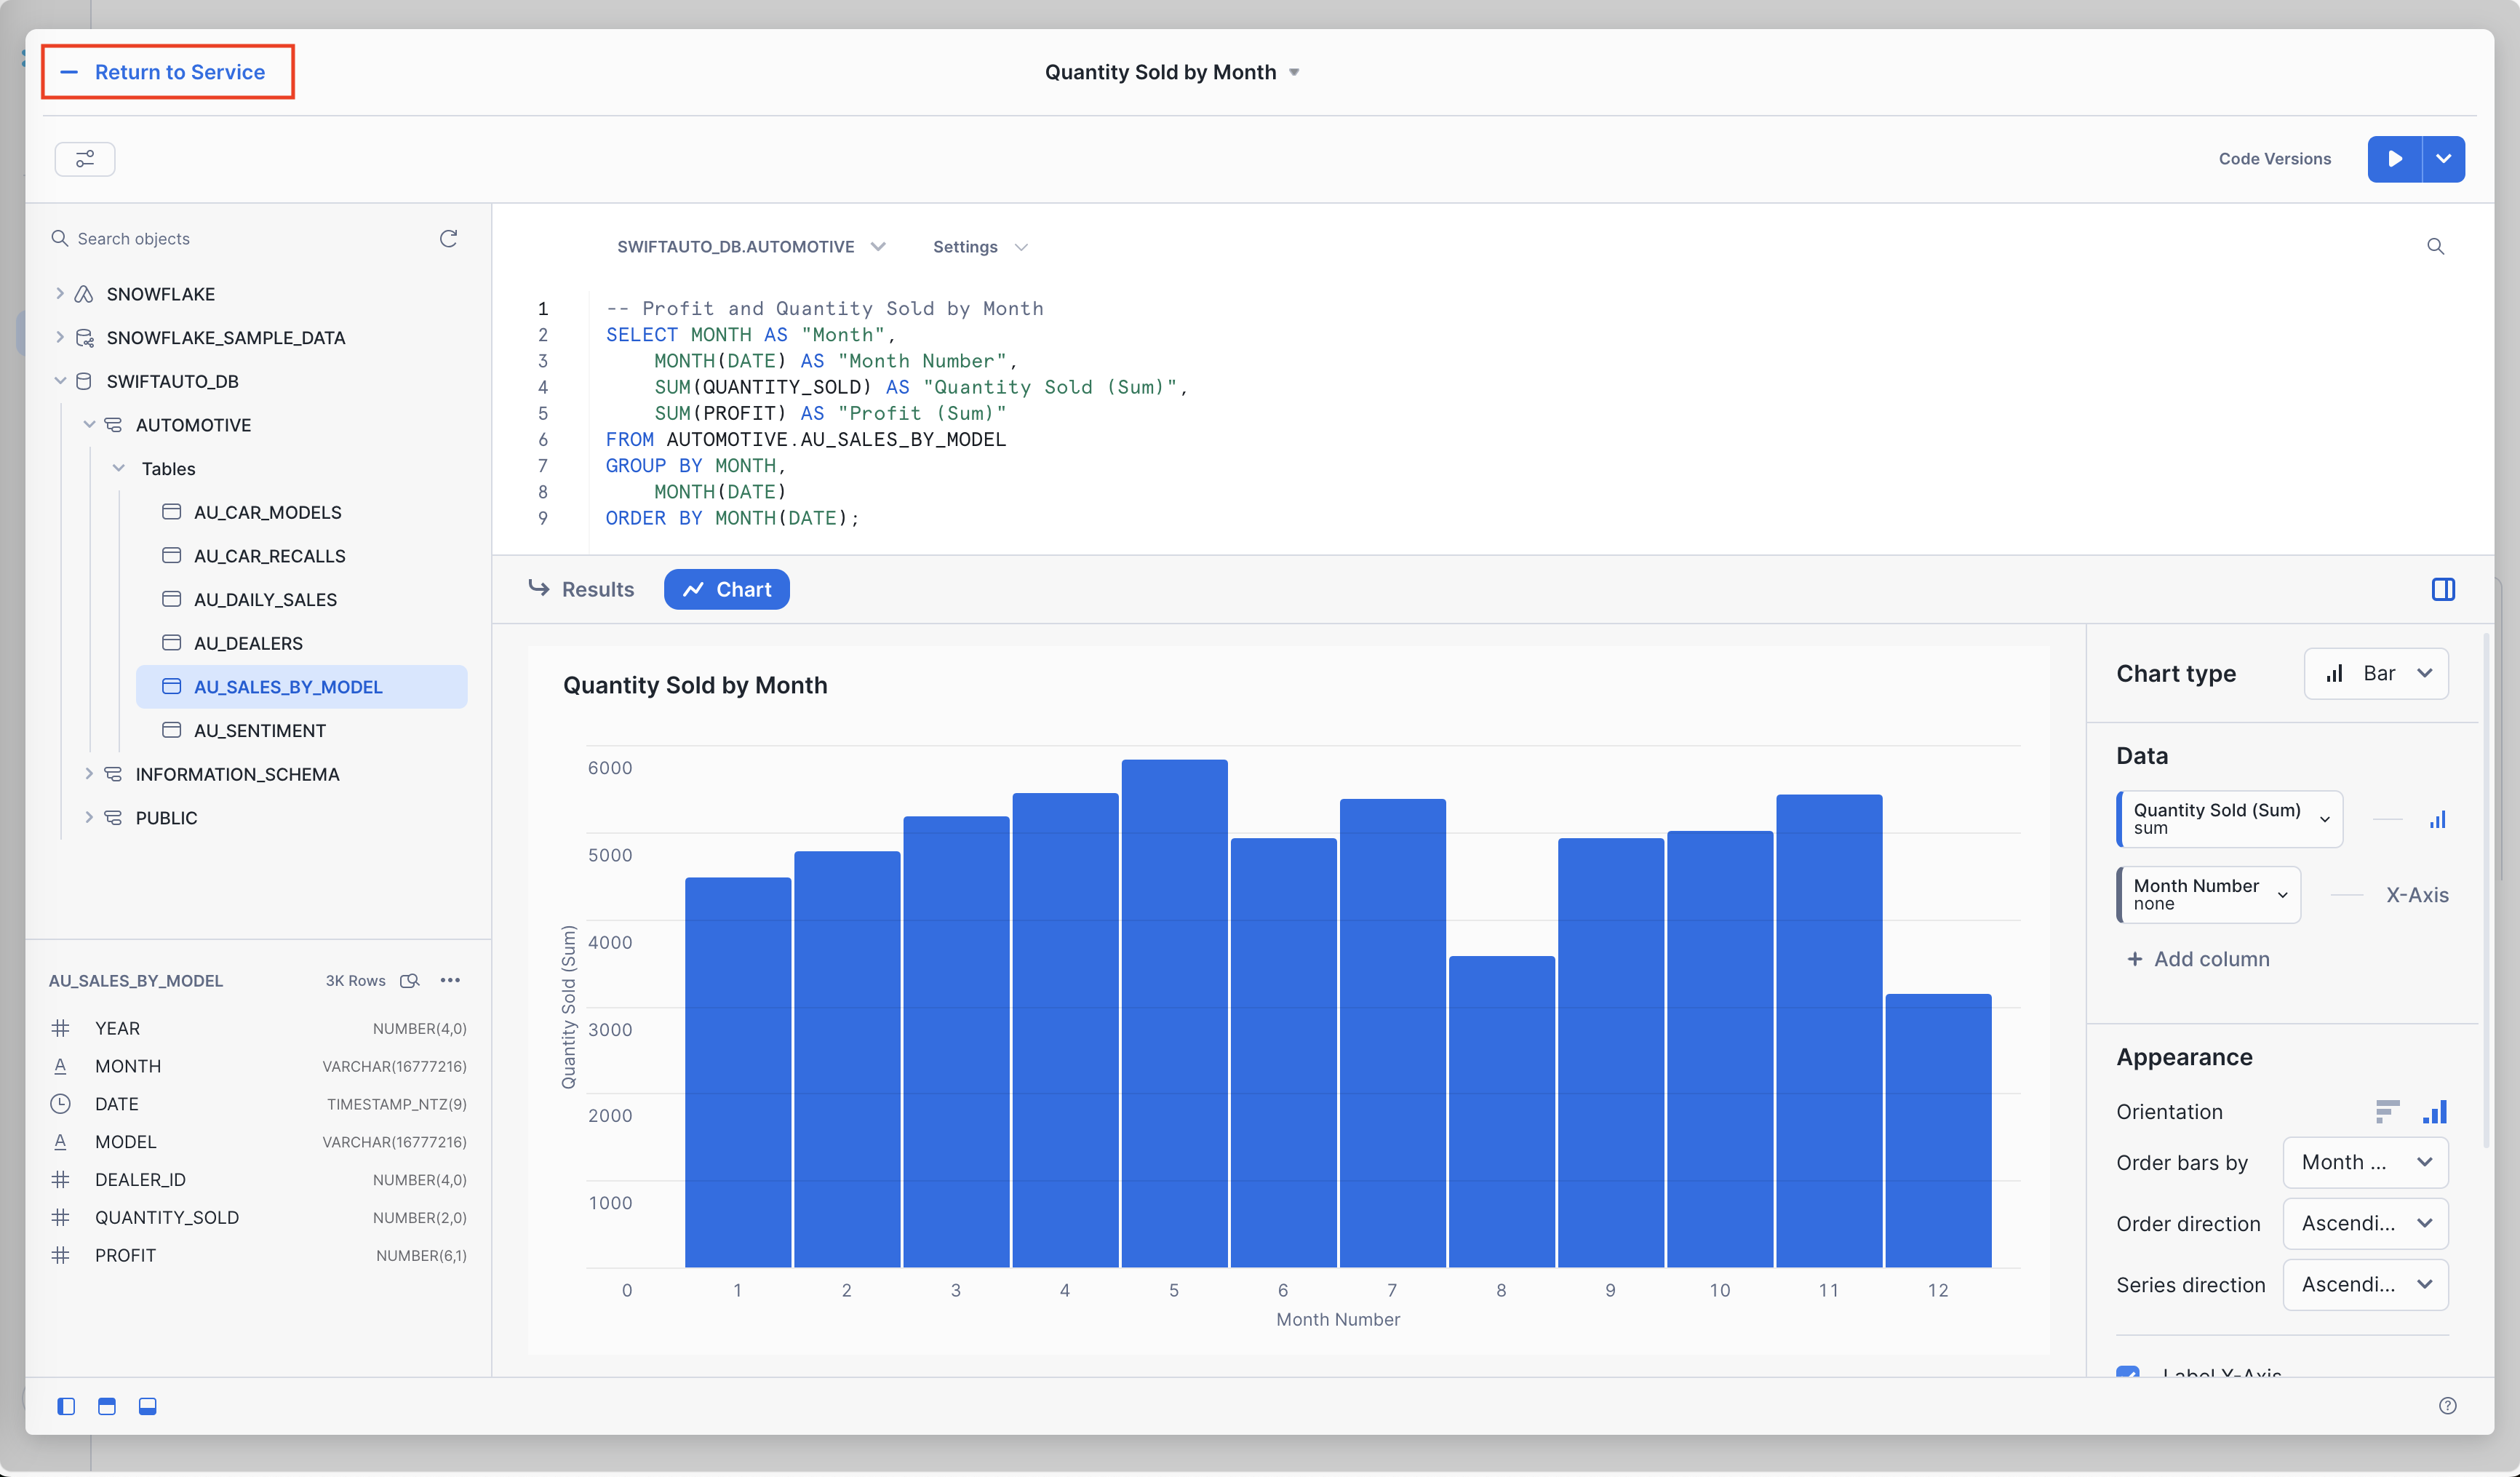 Return to Service
Quantity Sold by Month
Code Versions
Search objects
SNOWFLAKE
SNOWFLAKE_SAMPLE_DATA
SWIFTAUTO_DB
AUTOMOTIVE
Tables
AU_CAR_MODELS
AU_CAR_RECALLS
AU_DAILY_SALES
AU_DEALERS
AU_SALES_BY_MODEL
AU_SENTIMENT
INFORMATION_SCHEMA
PUBLIC
AU_SALES_BY_MODEL 3K Rows
YEAR NUMBER(4,0)
MONTH VARCHAR(16777216)
DATE TIMESTAMP_NTZ(9)
MODEL VARCHAR(16777216)
DEALER_ID NUMBER(4,0)
QUANTITY_SOLD NUMBER(2,0)
PROFIT NUMBER(6,1)
SWIFTAUTO_DB.AUTOMOTIVE Settings
1 -- Profit and Quantity Sold by Month
2 SELECT MONTH AS "Month",
3 MONTH(DATE) AS "Month Number",
4 SUM(QUANTITY_SOLD) AS "Quantity Sold (Sum)",
5 SUM(PROFIT) AS "Profit (Sum)"
6 FROM AUTOMOTIVE.AU_SALES_BY_MODEL
7 GROUP BY MONTH,
8 MONTH(DATE)
9 ORDER BY MONTH(DATE);
Results Chart
Quantity Sold by Month
6000
5000
4000
3000
2000
1000
Quantity Sold (Sum)
0 1 2 3 4 5 6 7 8 9 10 11 12
Month Number
Chart type Bar
Data
Quantity Sold (Sum)
sum
Month Number
none
X-Axis
+ Add column
Appearance
Orientation
Order bars by Month ...
Order direction Ascendi...
Series direction Ascendi...
Label X-Axis